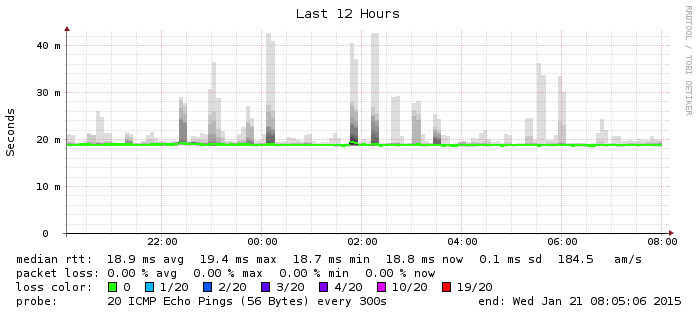 Last 12 Hours
RRDTOOL / TOBI OETIKER
Seconds
40 m
30 m
20 m
10 m
0
22:00 00:00 02:00 04:00 06:00 08:00
median rtt: 18.9 ms avg 19.4 ms max 18.7 ms min 18.8 ms now 0.1 ms sd 184.5 am/s
packet loss: 0.00 % avg 0.00 % max 0.00 % min 0.00 % now
loss color: 0 1/20 2/20 3/20 4/20 10/20 19/20
probe: 20 ICMP Echo Pings (56 Bytes) every 300s end: Wed Jan 21 08:05:06 2015